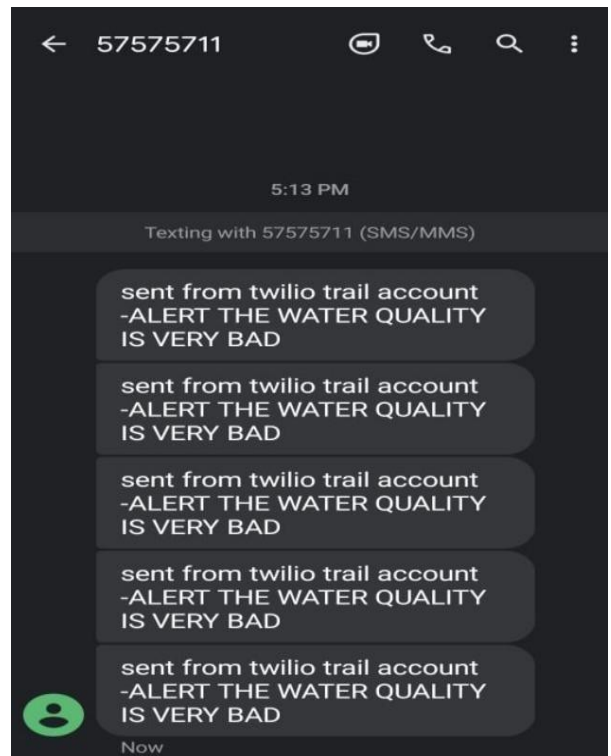 57575711
5:13 PM
Texting with 57575711 (SMS/MMS)
sent from twilio trail account
-ALERT THE WATER QUALITY
IS VERY BAD
sent from twilio trail account
-ALERT THE WATER QUALITY
IS VERY BAD
sent from twilio trail account
-ALERT THE WATER QUALITY
IS VERY BAD
sent from twilio trail account
-ALERT THE WATER QUALITY
IS VERY BAD
sent from twilio trail account
-ALERT THE WATER QUALITY
IS VERY BAD
Now